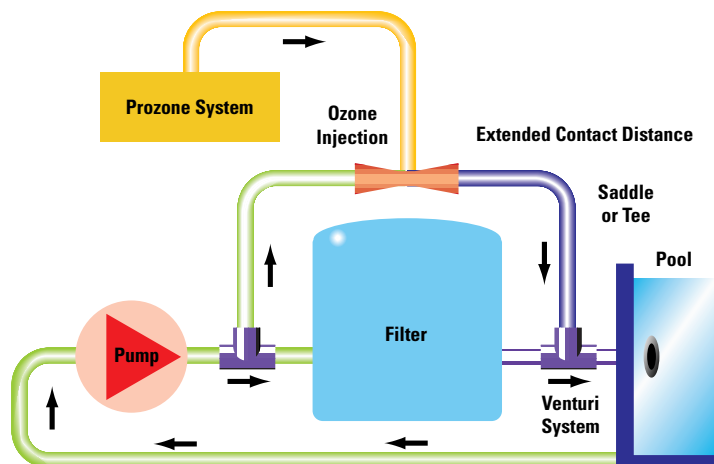 Prozone System
Ozone
Injection
Extended Contact Distance
Saddle
or Tee
Pool
Filter
Pump
Venturi
System